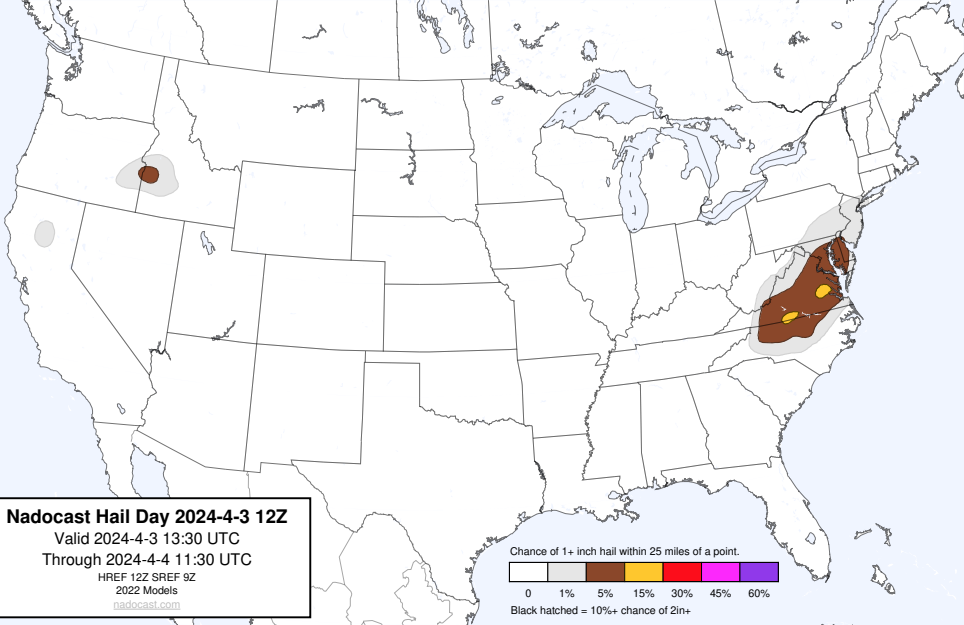 Nadocast Hail Day 2024-4-3 12Z
Valid 2024-4-3 13:30 UTC
Through 2024-4-4 11:30 UTC
HREF 12Z SREF 9Z
2022 Models
nadocast.com
Chance of 1+ inch hail within 25 miles of a point.
0 1% 5% 15% 30% 45% 60%
Black hatched = 10%+ chance of 2in+